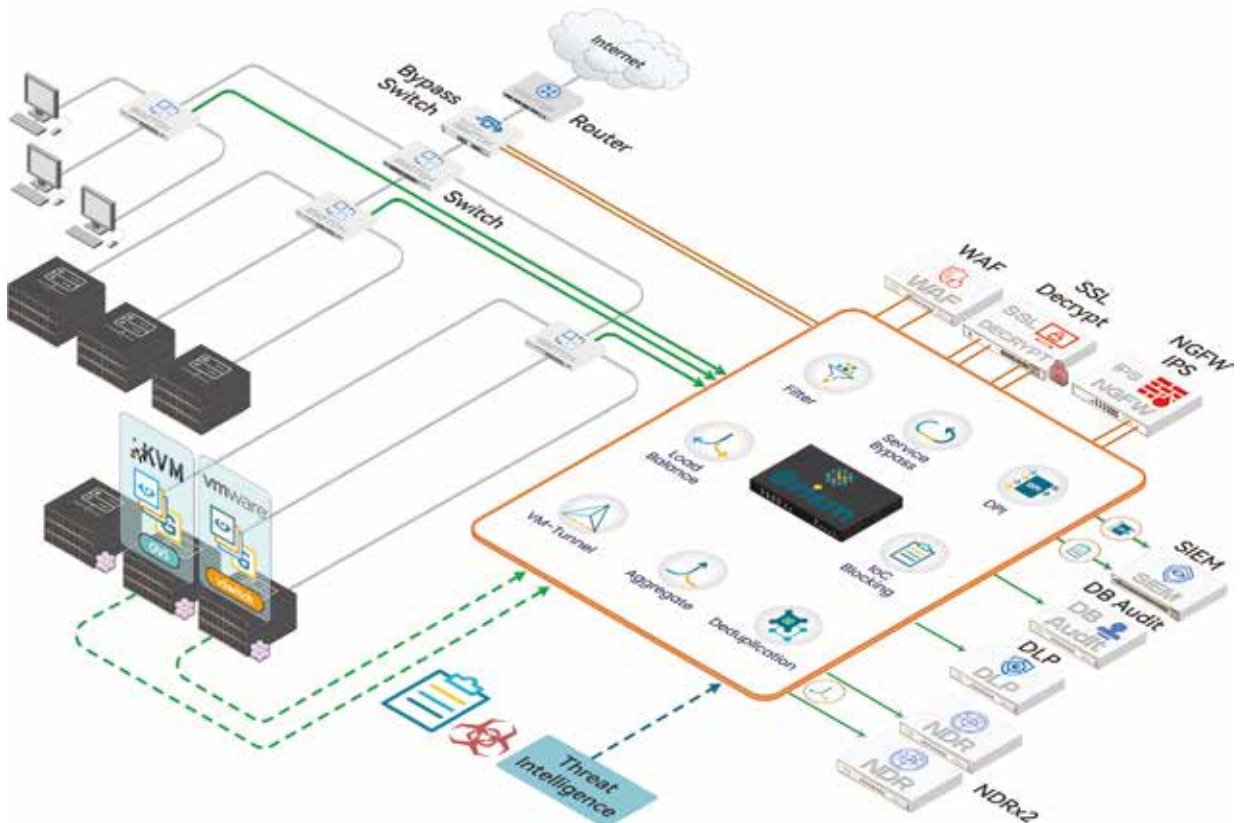 Internet
Router
Bypass
Switch
Switch
WAF
WAF
SSL
Decrypt
SSL
DECRYPT
NGFW
IPS
IPS
NGFW
Filter
Load
Balance
Service
Bypass
DPI
VM-Tunnel
Aggregate
IoC
Blocking
Deduplication
KVM
vmware
OVS
vSwitch
SIEM
SIEM
DB Audit
DB
Audit
DLP
DLP
NDR
NDR
NDRx2
Threat
Intelligence